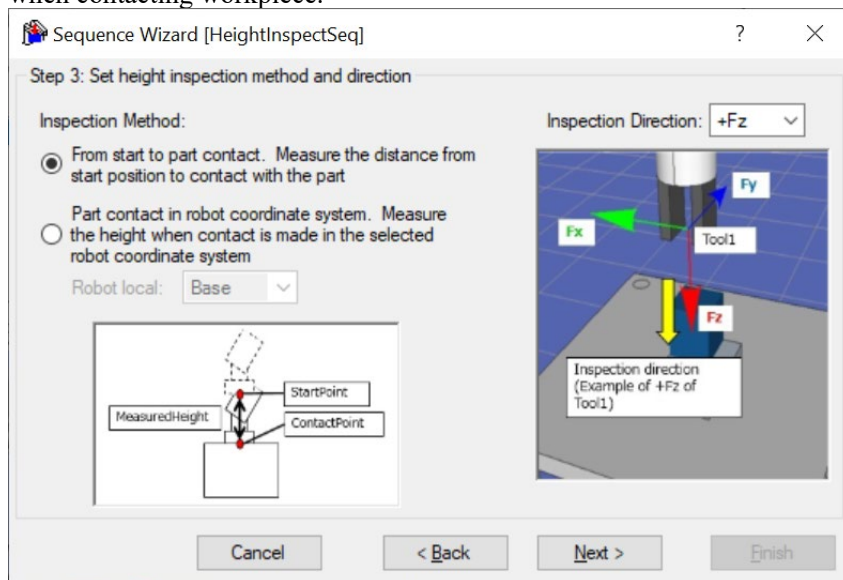 when contacting workpiece.
Sequence Wizard [HeightInspectSeq]
?
Step 3: Set height inspection method and direction
Inspection Method:
From start to part contact. Measure the distance from
start position to contact with the part
Part contact in robot coordinate system. Measure
the height when contact is made in the selected
robot coordinate system
Robot local: Base
StartPoint
MeasuredHeight
ContactPoint
Inspection Direction: +Fz
Fy
Fx
Tool1
Fz
Inspection direction
(Example of +Fz of
Tool1)
Cancel
< Back
Next >
Finish